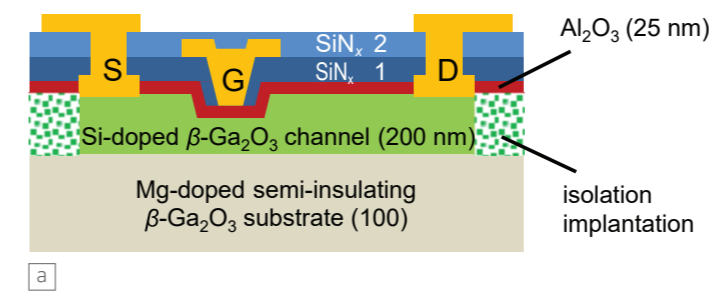 SiNₓ 2
Al₂O₃ (25 nm)
S
G
SiNₓ 1
D
Si-doped β-Ga₂O₃ channel (200 nm)
Mg-doped semi-insulating
β-Ga₂O₃ substrate (100)
isolation
implantation
a